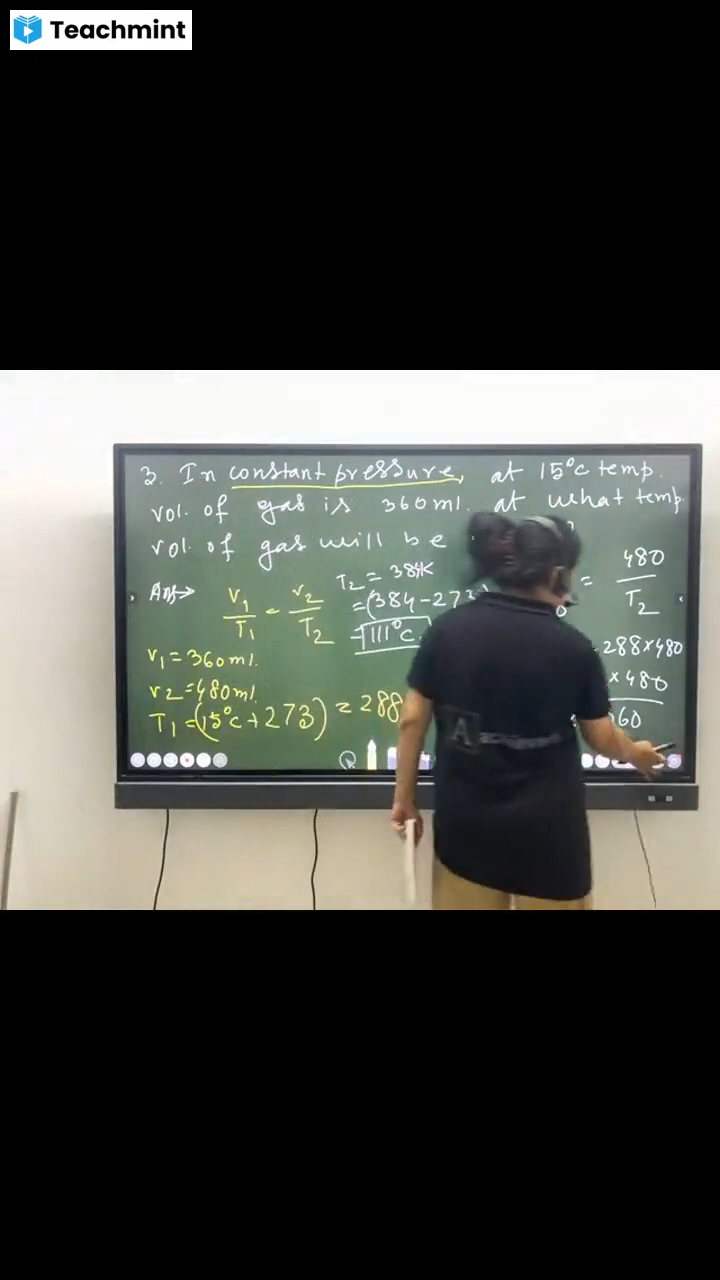 Teachmint
3. In constant pressure, at 15°c temp.
vol. of gas is 360ml. at what temp.
vol. of gas will be
Ans→
V1/T1 = V2/T2
T2 = 384K
=(384-273)
=111°c.
V1 = 360ml.
V2 = 480ml.
T1 = (15°c + 273) = 288
= 480/T2
288×480
×480
360